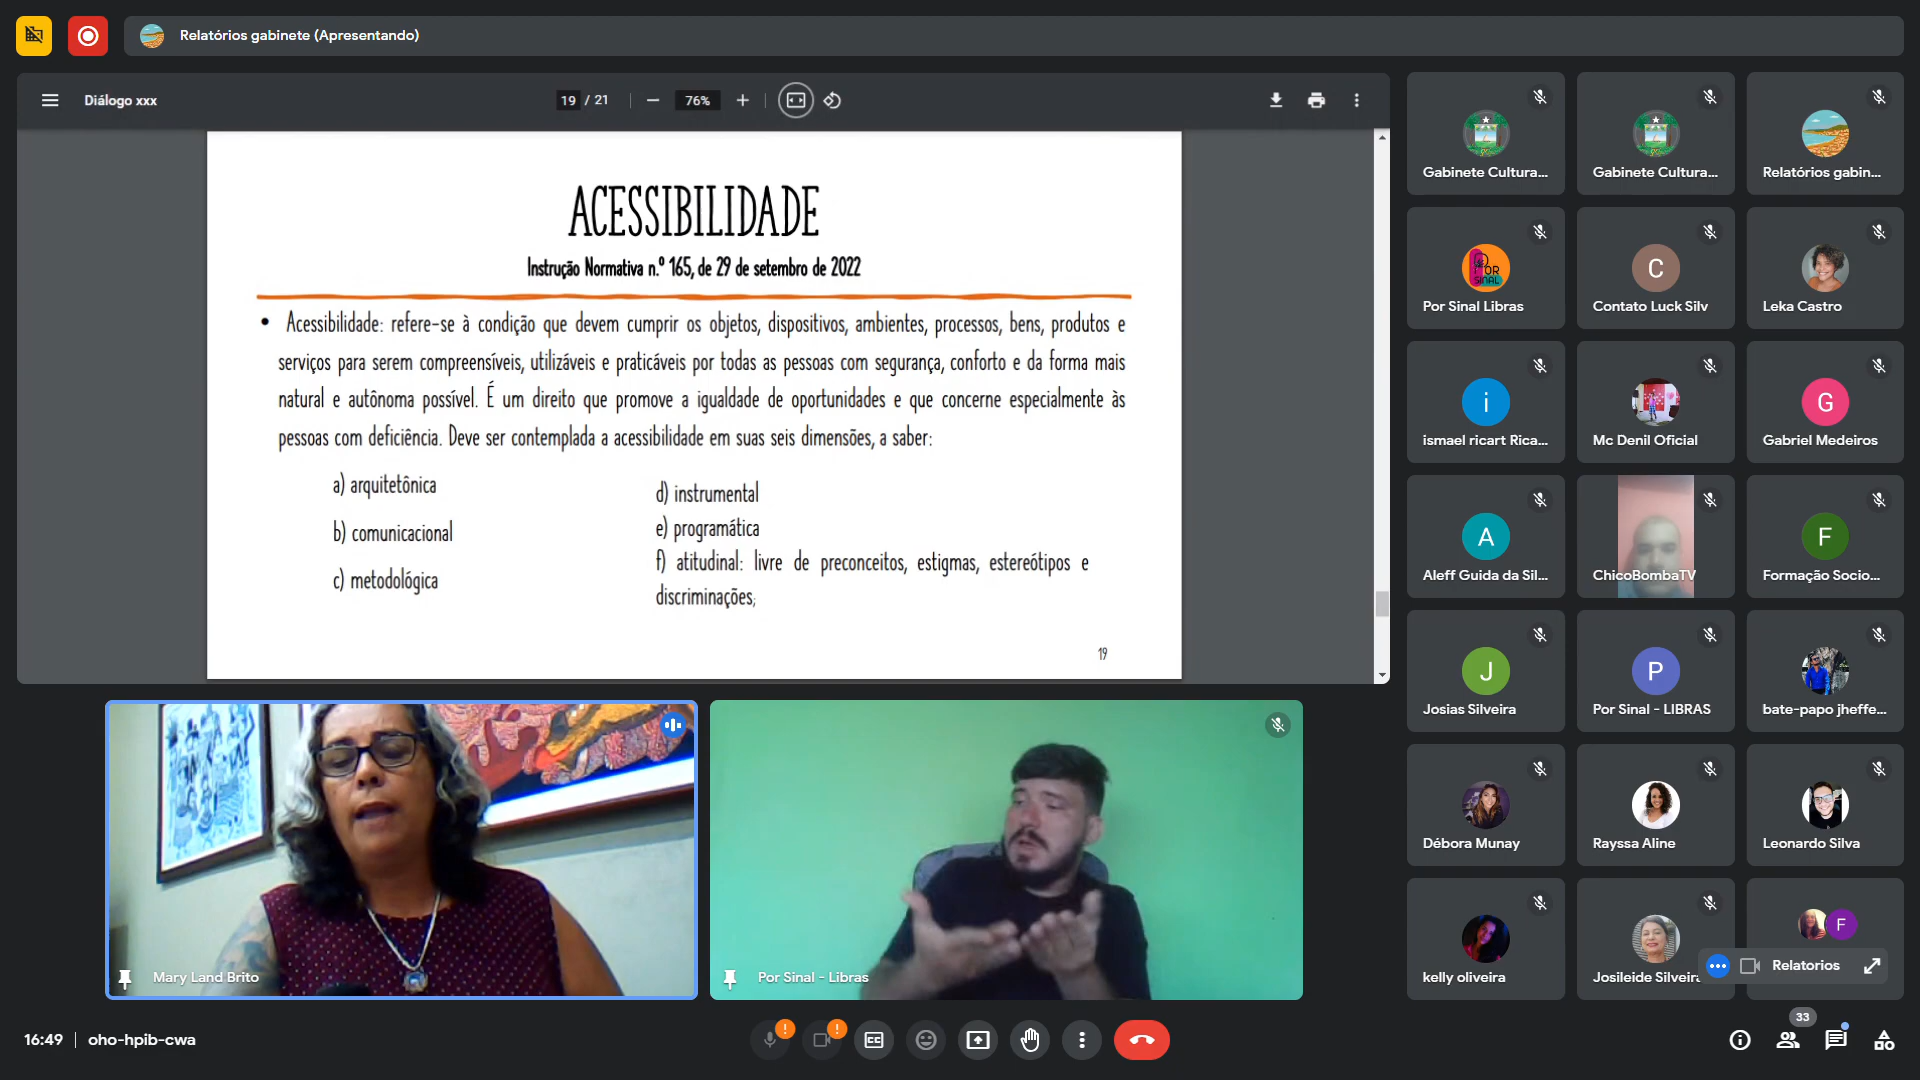 Relatórios gabinete (Apresentando)
Diálogo xxx
19 / 21
76%
ACESSIBILIDADE
Instrução Normativa n.º 165, de 29 de setembro de 2022
• Acessibilidade: refere-se à condição que devem cumprir os objetos, dispositivos, ambientes, processos, bens, produtos e
serviços para serem compreensíveis, utilizáveis e praticáveis por todas as pessoas com segurança, conforto e da forma mais
natural e autônoma possível. É um direito que promove a igualdade de oportunidades e que concerne especialmente às
pessoas com deficiência. Deve ser contemplada a acessibilidade em suas seis dimensões, a saber:
a) arquitetônica
b) comunicacional
c) metodológica
d) instrumental
e) programática
f) atitudinal: livre de preconceitos, estigmas, estereótipos e
discriminações;
19
Mary Land Brito
Por Sinal - Libras
Gabinete Cultura...
Gabinete Cultura...
Relatórios gabin...
POR
SINAL
Por Sinal Libras
C
Contato Luck Silv
Leka Castro
i
ismael ricart Rica...
Mc Denil Oficial
G
Gabriel Medeiros
A
Aleff Guida da Sil...
ChicoBombaTV
F
Formação Socio...
J
Josias Silveira
P
Por Sinal - LIBRAS
bate-papo jheffe...
Débora Munay
Rayssa Aline
Leonardo Silva
kelly oliveira
Josileide Silveira
F
Relatorios
16:49
oho-hpib-cwa
CC
33